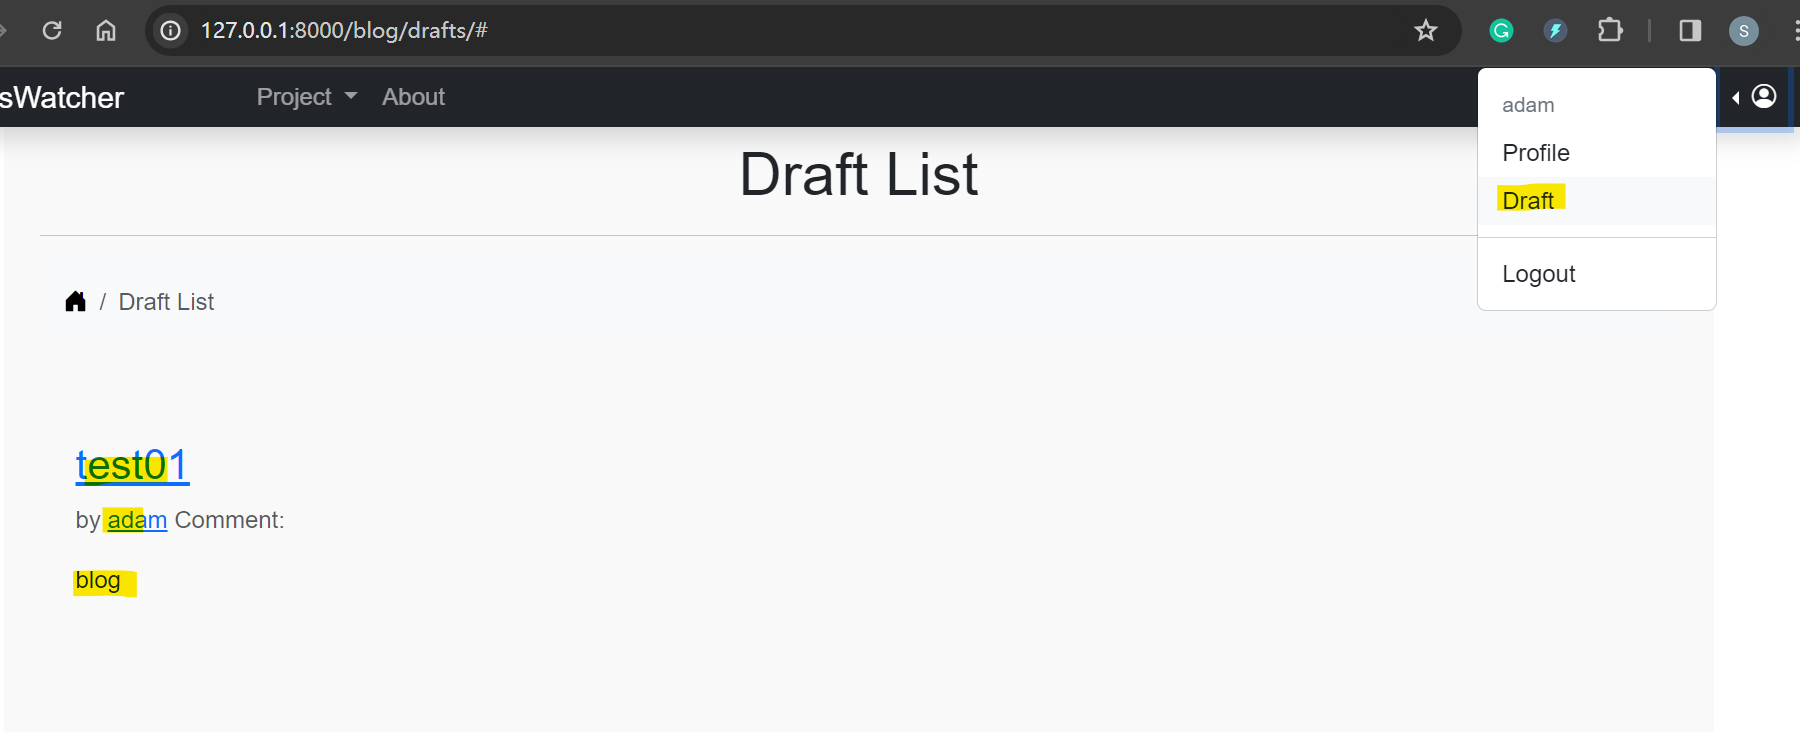 127.0.0.1:8000/blog/drafts/#
S
sWatcher
Project
About
adam
Profile
Draft
Logout
Draft List
/ Draft List
test01
by adam Comment:
blog